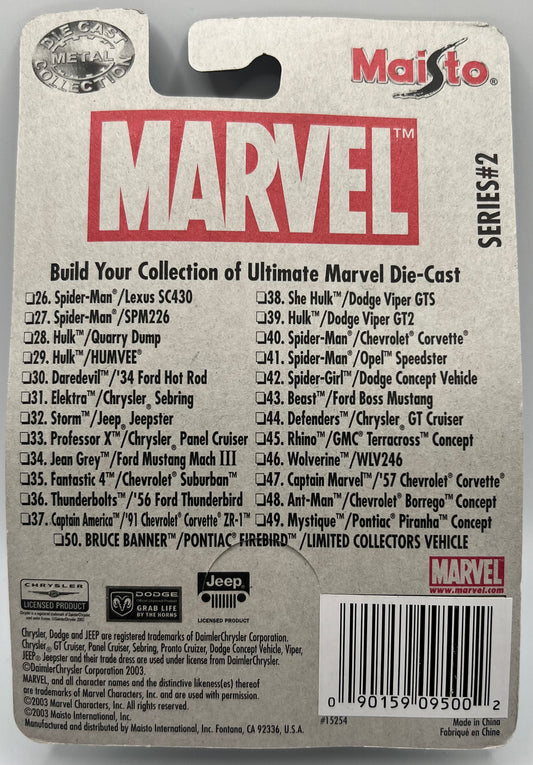 DIE CAST
METAL
COLLECTION
Maisto®
MARVEL™
SERIES#2
Build Your Collection of Ultimate Marvel Die-Cast
❏26. Spider-Man®/Lexus SC430
❏27. Spider-Man®/SPM226
❏28. Hulk™/Quarry Dump
❏29. Hulk™/HUMVEE®
❏30. Daredevil™/'34 Ford Hot Rod
❏31. Elektra™/Chrysler® Sebring
❏32. Storm™/Jeep® Jeepster
❏33. Professor X™/Chrysler® Panel Cruiser
❏34. Jean Grey™/Ford Mustang Mach III
❏35. Fantastic 4™/Chevrolet® Suburban™
❏36. Thunderbolts™/'56 Ford Thunderbird
❏37. Captain America™/'91 Chevrolet® Corvette® ZR-1™
❏38. She Hulk™/Dodge Viper GTS
❏39. Hulk™/Dodge Viper GT2
❏40. Spider-Man®/Chevrolet® Corvette®
❏41. Spider-Man®/Opel® Speedster
❏42. Spider-Girl™/Dodge Concept Vehicle
❏43. Beast™/Ford Boss Mustang
❏44. Defenders™/Chrysler® GT Cruiser
❏45. Rhino™/GMC® Terracross™ Concept
❏46. Wolverine™/WLV246
❏47. Captain Marvel™/'57 Chevrolet® Corvette®
❏48. Ant-Man™/Chevrolet® Borrego™ Concept
❏49. Mystique™/Pontiac® Piranha™ Concept
❏50. BRUCE BANNER™/PONTIAC® FIREBIRD™/LIMITED COLLECTORS VEHICLE
CHRYSLER
LICENSED PRODUCT
DODGE
GRAB LIFE
BY THE HORNS
Jeep
LICENSED PRODUCT
MARVEL
www.marvel.com
Chrysler, Dodge and JEEP are registered trademarks of DaimlerChrysler Corporation.
Chrysler® GT Cruiser, Panel Cruiser, Sebring, Pronto Cruizer, Dodge Concept Vehicle, Viper,
JEEP® Jeepster and their trade dress are used under license from DaimlerChrysler.
©DaimlerChrysler Corporation 2003.
MARVEL, and all character names and the distinctive likeness(es) thereof
are trademarks of Marvel Characters, Inc. and are used with permission.
©2003 Marvel Characters, Inc. All rights reserved.
©2003 Maisto International, Inc.
Manufactured and distributed by Maisto International, Inc. Fontana, CA 92336, U.S.A.
0 90159 09500 2
#15254
Made in China
Fabriqué en Chine